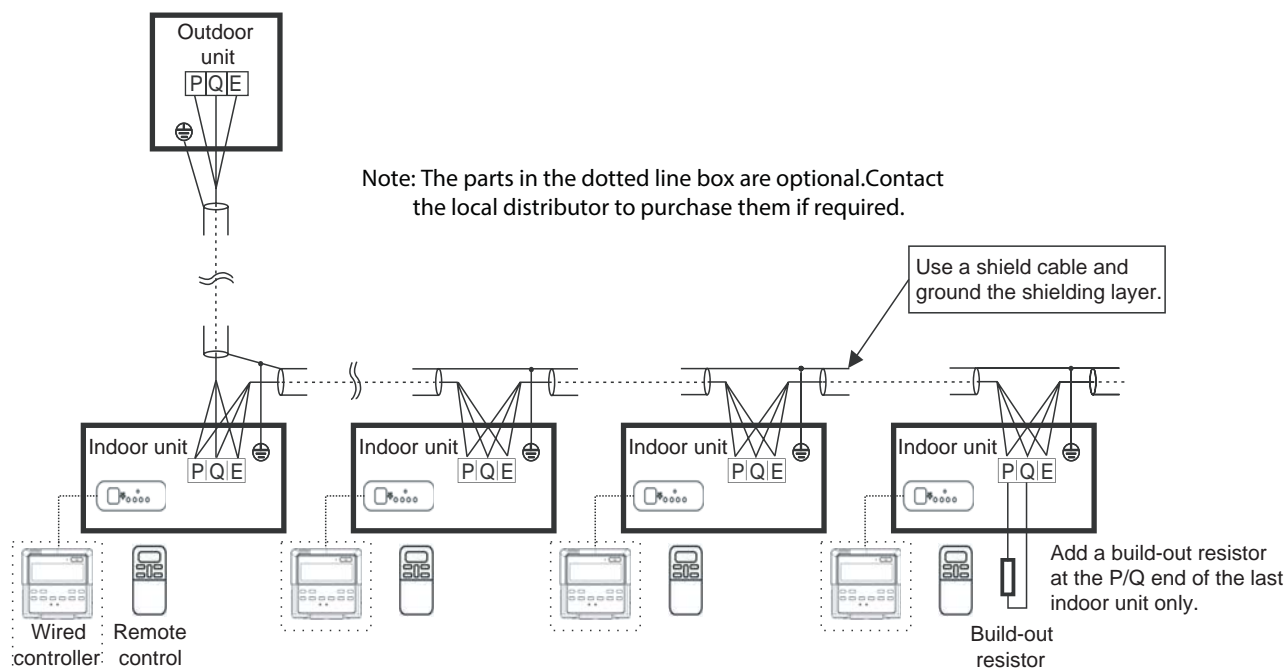 Outdoor
unit
P Q E
Note: The parts in the dotted line box are optional.Contact
the local distributor to purchase them if required.
Use a shield cable and
ground the shielding layer.
Indoor unit
P Q E
Indoor unit
P Q E
Indoor unit
P Q E
Indoor unit
P Q E
Wired
controller
Remote
control
Add a build-out resistor
at the P/Q end of the last
indoor unit only.
Build-out
resistor